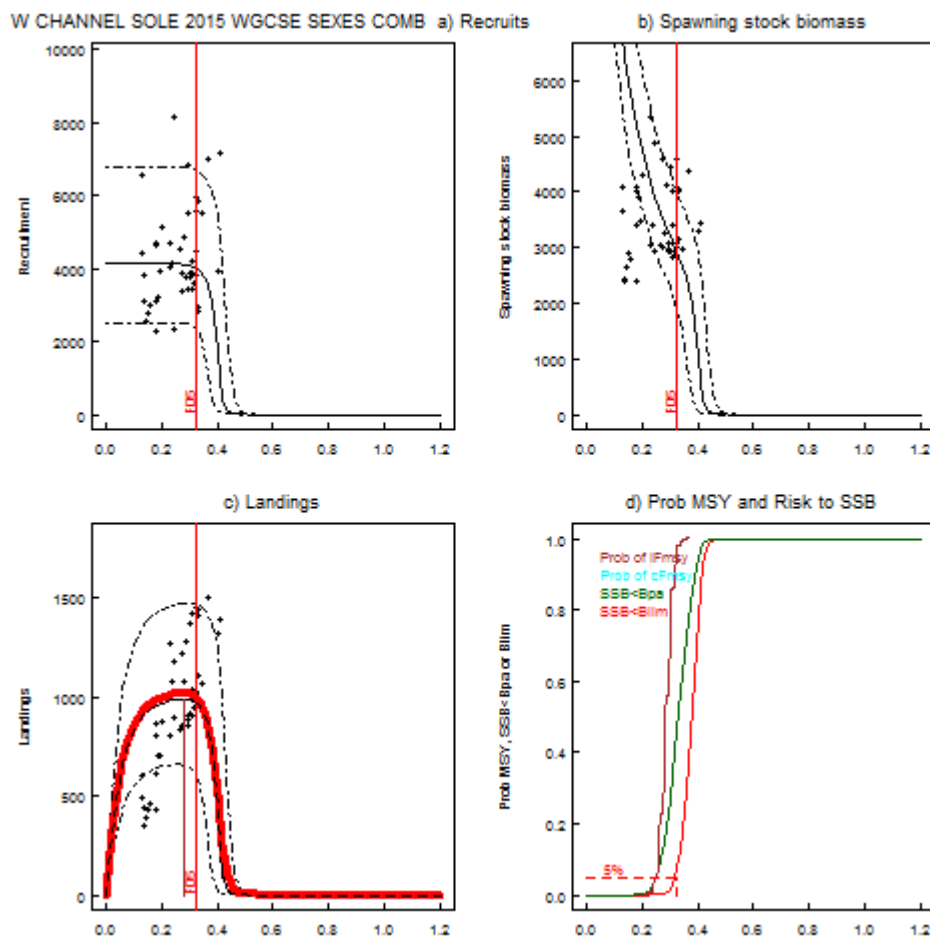 W CHANNEL SOLE 2015 WGCSE SEXES COMB a) Recruits
b) Spawning stock biomass
10000
8000
6000
4000
2000
0
Recruitment
F05
0.0 0.2 0.4 0.6 0.8 1.0 1.2
6000
5000
4000
3000
2000
1000
0
Spawning stock biomass
F05
0.0 0.2 0.4 0.6 0.8 1.0 1.2
c) Landings
d) Prob MSY and Risk to SSB
1500
1000
500
0
Landings
F05
0.0 0.2 0.4 0.6 0.8 1.0 1.2
1.0
0.8
0.6
0.4
0.2
0.0
Prob MSY, SSB<Bpa or Blim
Prob of lFmsy
Prob of cFmsy
SSB<Bpa
SSB<Blim
5%
0.0 0.2 0.4 0.6 0.8 1.0 1.2